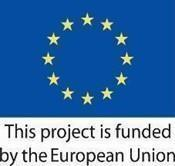 This project is funded
by the European Union